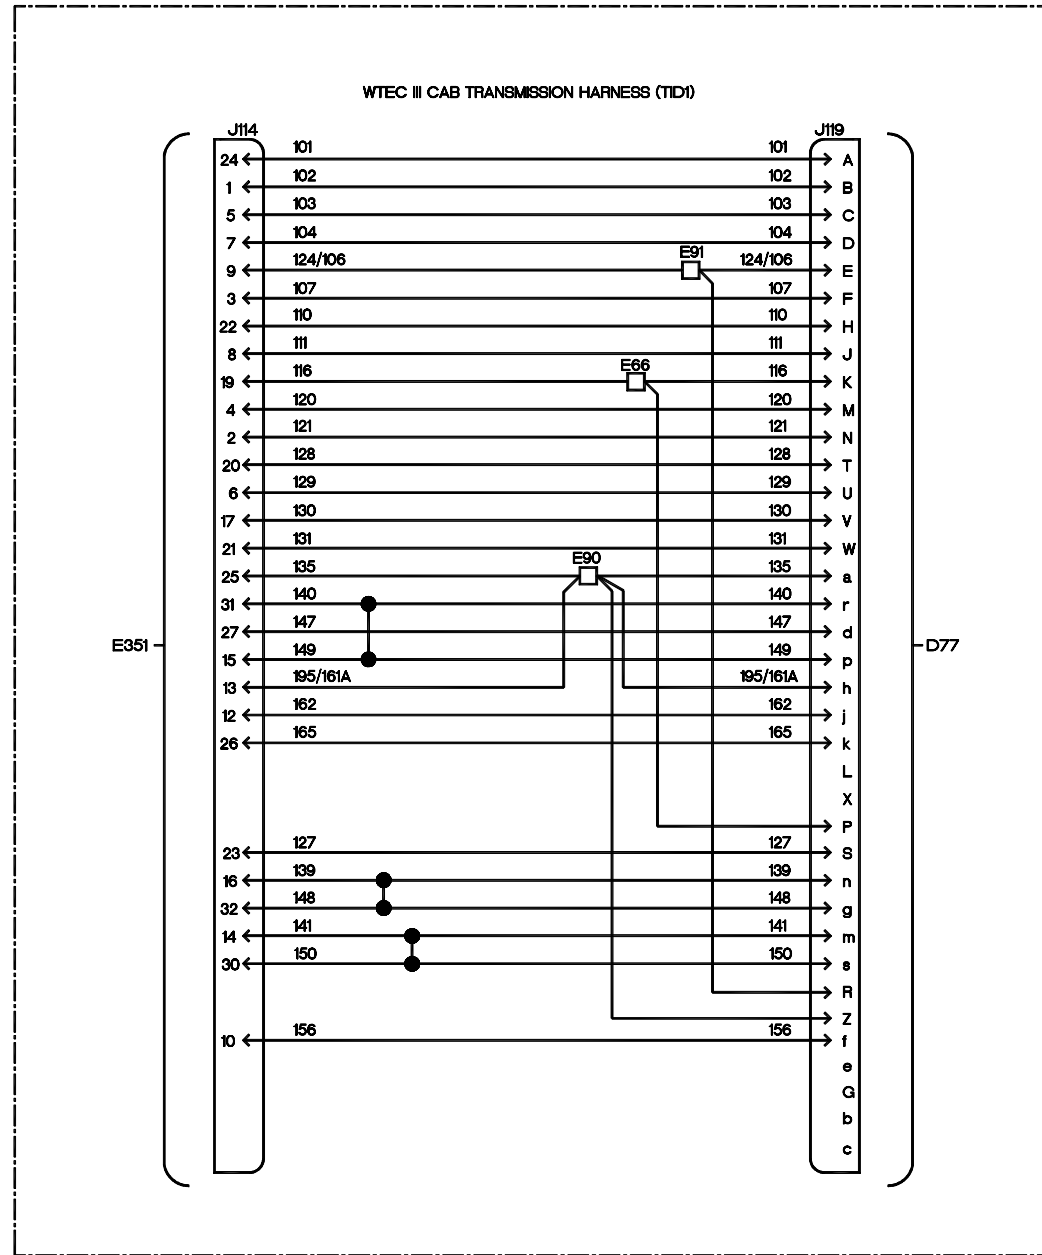 WTEC III CAB TRANSMISSION HARNESS (TID1)
J114 J119
24 101 101 A
1 102 102 B
5 103 103 C
7 104 104 D
E91
9 124/106 124/106 E
3 107 107 F
22 110 110 H
8 111 111 J
E66
19 116 116 K
4 120 120 M
2 121 121 N
20 128 128 T
6 129 129 U
17 130 130 V
21 131 131 W
E90
25 135 135 a
31 140 140 r
27 147 147 d
E351 D77
15 149 149 p
13 195/161A 195/161A h
12 162 162 j
26 165 165 k
L
X
P
23 127 127 S
16 139 139 n
32 148 148 g
14 141 141 m
30 150 150 s
R
Z
10 156 156 f
e
G
b
c